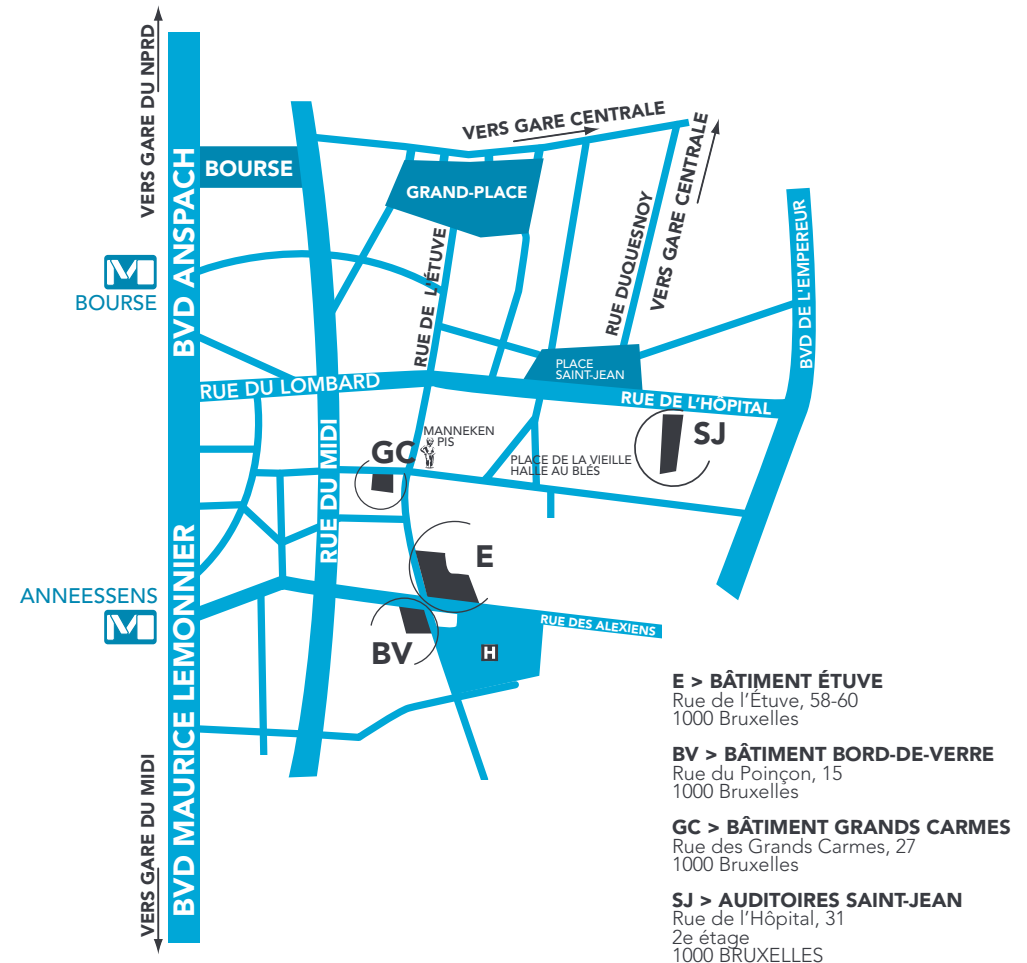 VERS GARE DU NPRD
BVD ANSPACH
BOURSE
GRAND-PLACE
VERS GARE CENTRALE
VERS GARE CENTRALE
RUE DUQUESNOY
BVD DE L'EMPEREUR
M
BOURSE
RUE DE L'ÉTUVE
PLACE
SAINT-JEAN
RUE DU LOMBARD
RUE DE L'HÔPITAL
RUE DU MIDI
GC
MANNEKEN
PIS
SJ
PLACE DE LA VIEILLE
HALLE AU BLÉS
E
ANNEESSENS
M
BVD MAURICE LEMONNIER
BV
H
RUE DES ALEXIENS
VERS GARE DU MIDI
E > BÂTIMENT ÉTUVE
Rue de l'Étuve, 58-60
1000 Bruxelles
BV > BÂTIMENT BORD-DE-VERRE
Rue du Poinçon, 15
1000 Bruxelles
GC > BÂTIMENT GRANDS CARMES
Rue des Grands Carmes, 27
1000 Bruxelles
SJ > AUDITOIRES SAINT-JEAN
Rue de l'Hôpital, 31
2e étage
1000 BRUXELLES